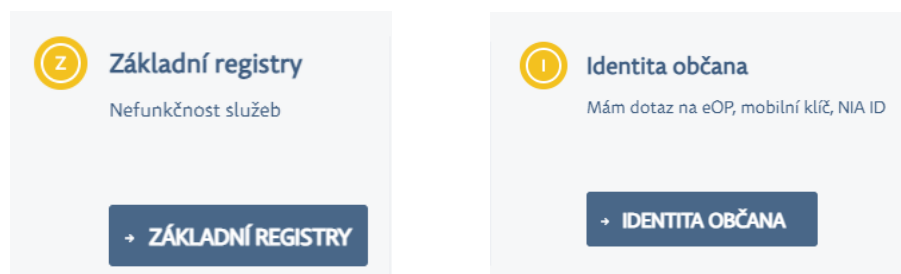 Z
Základní registry
Nefunkčnost služeb
→ ZÁKLADNÍ REGISTRY
I
Identita občana
Mám dotaz na eOP, mobilní klíč, NIA ID
→ IDENTITA OBČANA